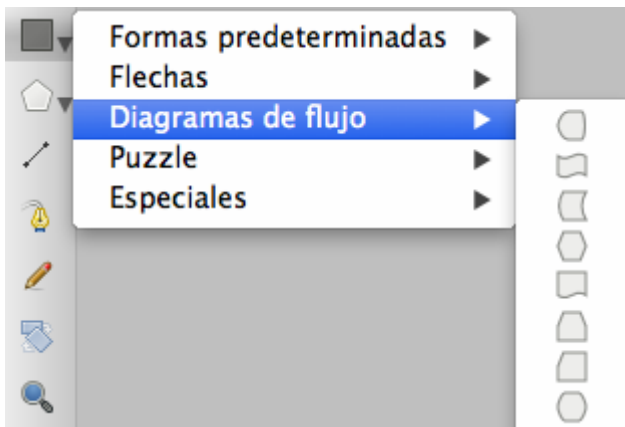 Formas predeterminadas
Flechas
Diagramas de flujo
Puzzle
Especiales